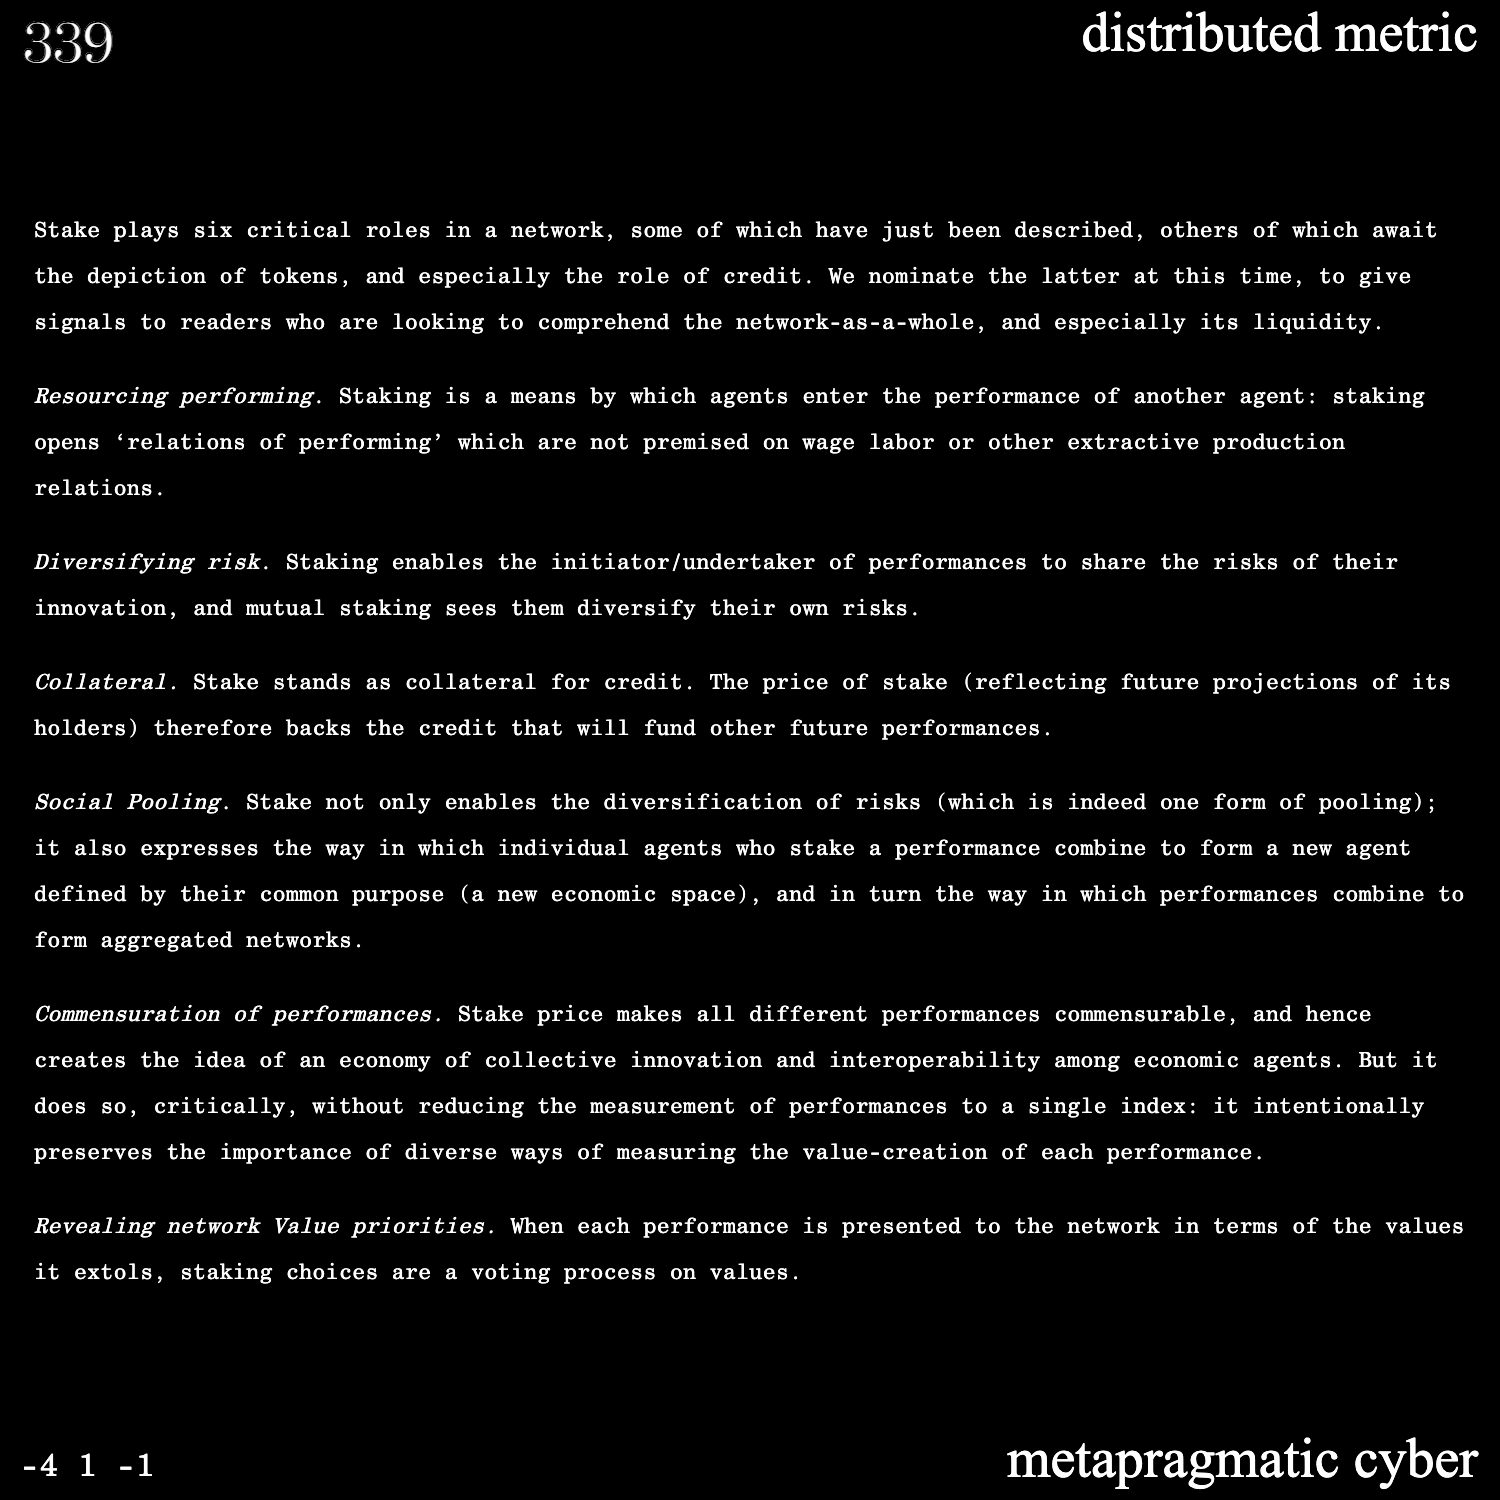 339
distributed metric
Stake plays six critical roles in a network, some of which have just been described, others of which await
the depiction of tokens, and especially the role of credit. We nominate the latter at this time, to give
signals to readers who are looking to comprehend the network-as-a-whole, and especially its liquidity.
Resourcing performing. Staking is a means by which agents enter the performance of another agent: staking
opens ‘relations of performing’ which are not premised on wage labor or other extractive production
relations.
Diversifying risk. Staking enables the initiator/undertaker of performances to share the risks of their
innovation, and mutual staking sees them diversify their own risks.
Collateral. Stake stands as collateral for credit. The price of stake (reflecting future projections of its
holders) therefore backs the credit that will fund other future performances.
Social Pooling. Stake not only enables the diversification of risks (which is indeed one form of pooling);
it also expresses the way in which individual agents who stake a performance combine to form a new agent
defined by their common purpose (a new economic space), and in turn the way in which performances combine to
form aggregated networks.
Commensuration of performances. Stake price makes all different performances commensurable, and hence
creates the idea of an economy of collective innovation and interoperability among economic agents. But it
does so, critically, without reducing the measurement of performances to a single index: it intentionally
preserves the importance of diverse ways of measuring the value-creation of each performance.
Revealing network Value priorities. When each performance is presented to the network in terms of the values
it extols, staking choices are a voting process on values.
-4 1 -1
metapragmatic cyber